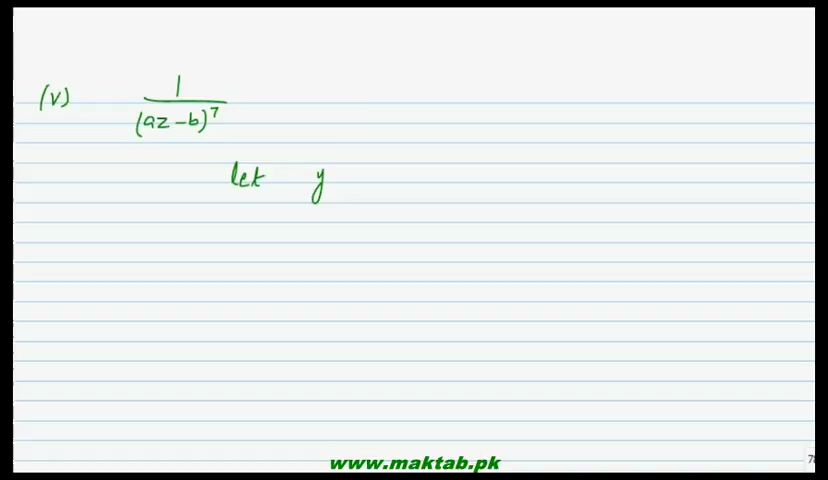 (v) 1
(az-b)⁷
let y
www.maktab.pk